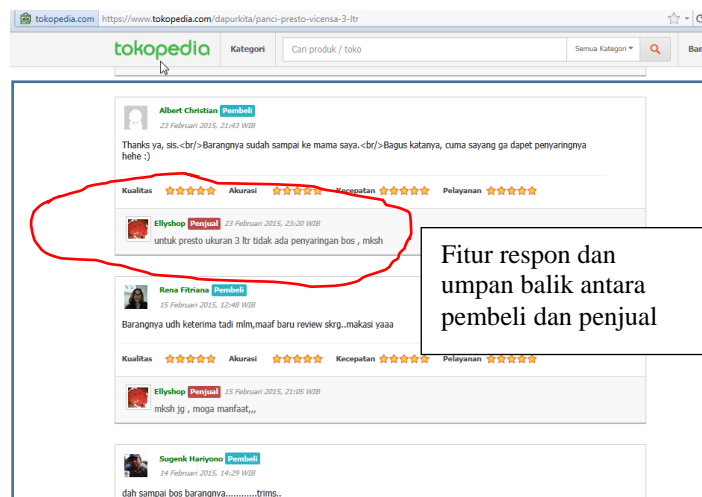 tokopedia.com https://www.tokopedia.com/dapurkita/panci-presto-vicensa-3-ltr
tokopedia Kategori Cari produk / toko Semua Kategori
Albert Christian Pembeli
23 Februari 2015, 21:43 WIB
Thanks ya, sis.<br/>Barangnya sudah sampai ke mama saya.<br/>Bagus katanya, cuma sayang ga dapet penyaringnya
hehe :)
Kualitas Akurasi Kecepatan Pelayanan
Ellyshop Penjual 23 Februari 2015, 23:20 WIB
untuk presto ukuran 3 ltr tidak ada penyaringan bos , mksh
Fitur respon dan
umpan balik antara
pembeli dan penjual
Rena Fitriana Pembeli
15 Februari 2015, 12:48 WIB
Barangnya udh keterima tadi mlm,maaf baru review skrg..makasi yaaa
Kualitas Akurasi Kecepatan Pelayanan
Ellyshop Penjual 15 Februari 2015, 21:05 WIB
mksh jg , moga manfaat,,,
Sugenk Hariyono Pembeli
14 Februari 2015, 14:29 WIB
dah sampai bos barangnya............trims..